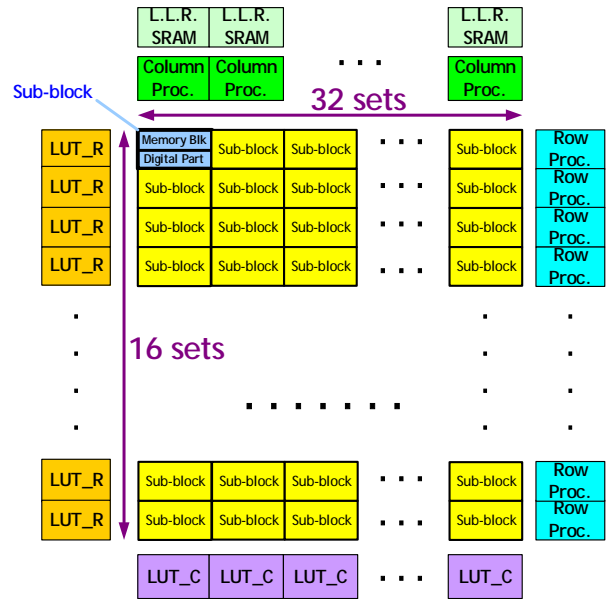 L.L.R. L.L.R. L.L.R.
SRAM SRAM SRAM
Column Column Column
Proc. Proc. Proc.
Sub-block
32 sets
LUT_R Memory Blk Sub-block Sub-block Sub-block Row
Digital Part Proc.
LUT_R Sub-block Sub-block Sub-block Sub-block Row
Proc.
LUT_R Sub-block Sub-block Sub-block Sub-block Row
Proc.
LUT_R Sub-block Sub-block Sub-block Sub-block Row
Proc.
16 sets
LUT_R Sub-block Sub-block Sub-block Sub-block Row
Proc.
LUT_R Sub-block Sub-block Sub-block Sub-block Row
Proc.
LUT_C LUT_C LUT_C LUT_C